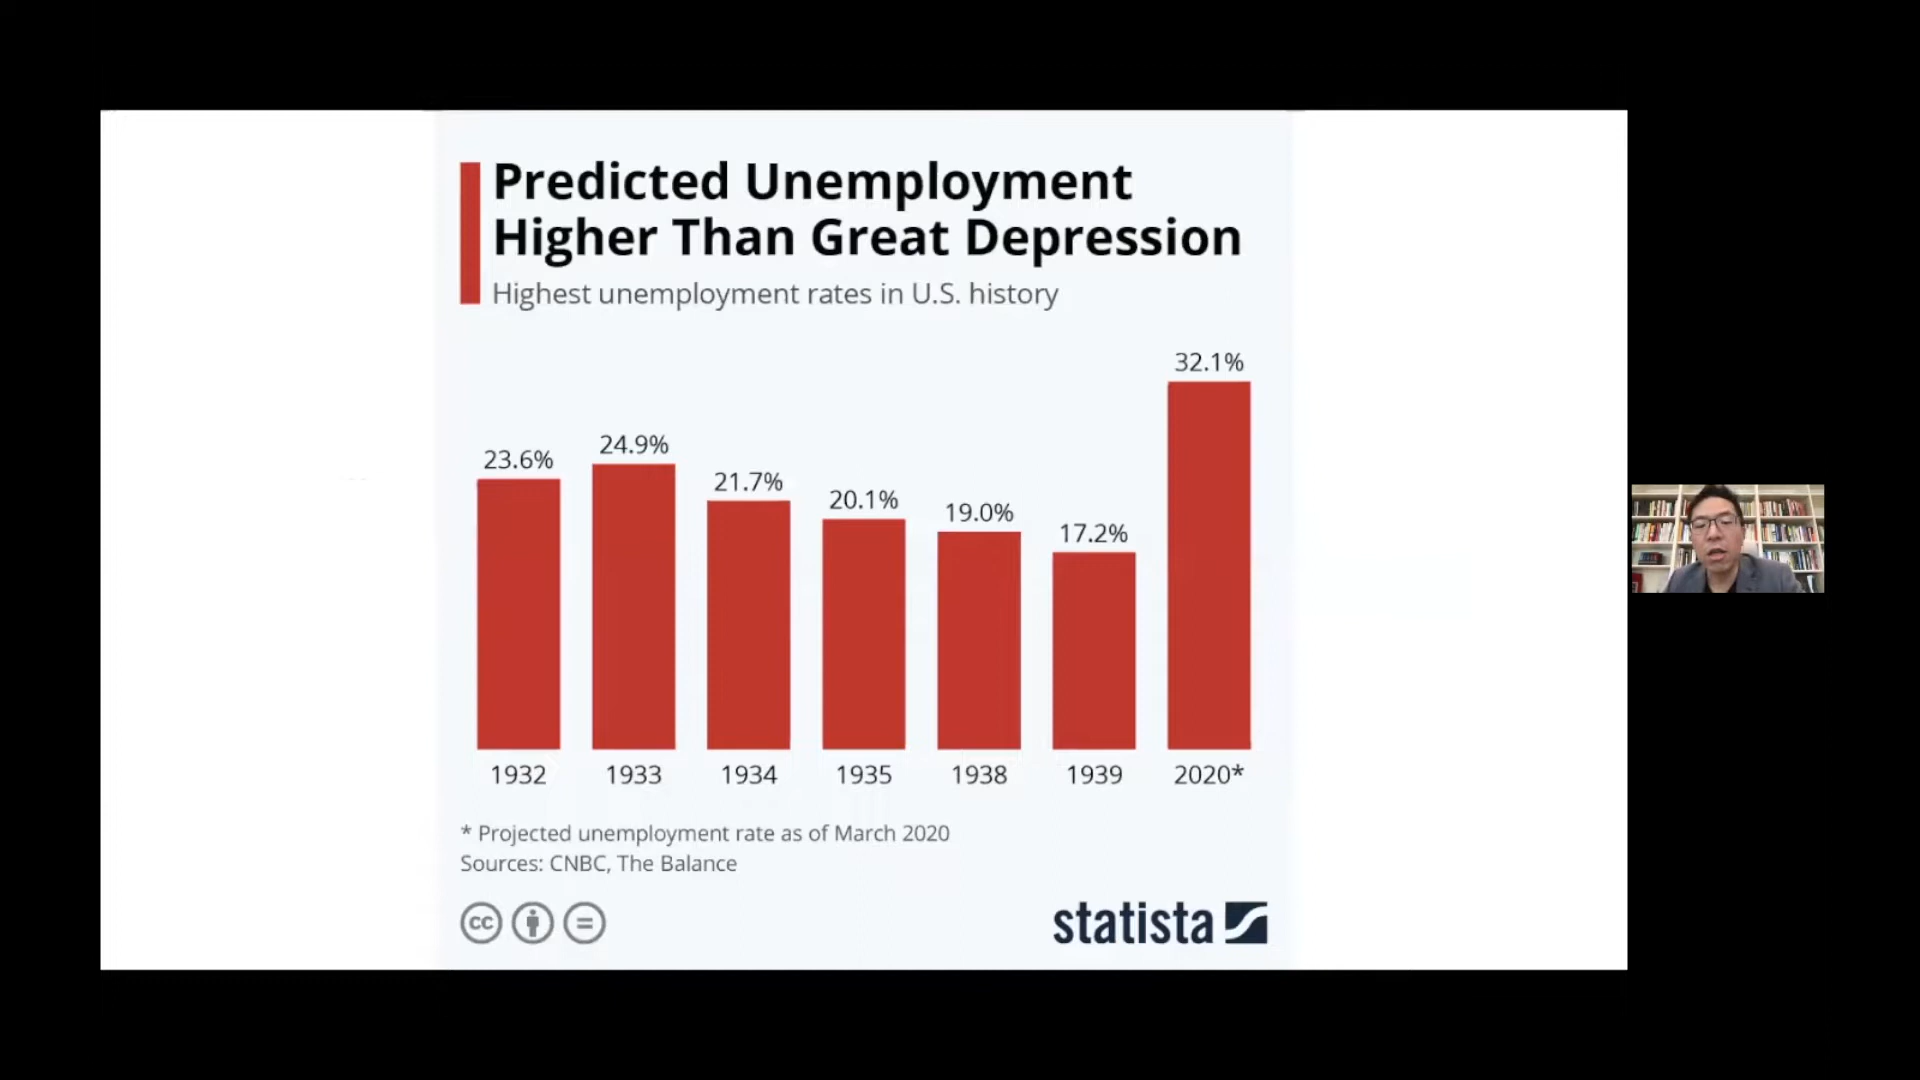 Predicted Unemployment
Higher Than Great Depression
Highest unemployment rates in U.S. history
23.6%
24.9%
21.7%
20.1%
19.0%
17.2%
32.1%
1932
1933
1934
1935
1938
1939
2020*
* Projected unemployment rate as of March 2020
Sources: CNBC, The Balance
cc
statista